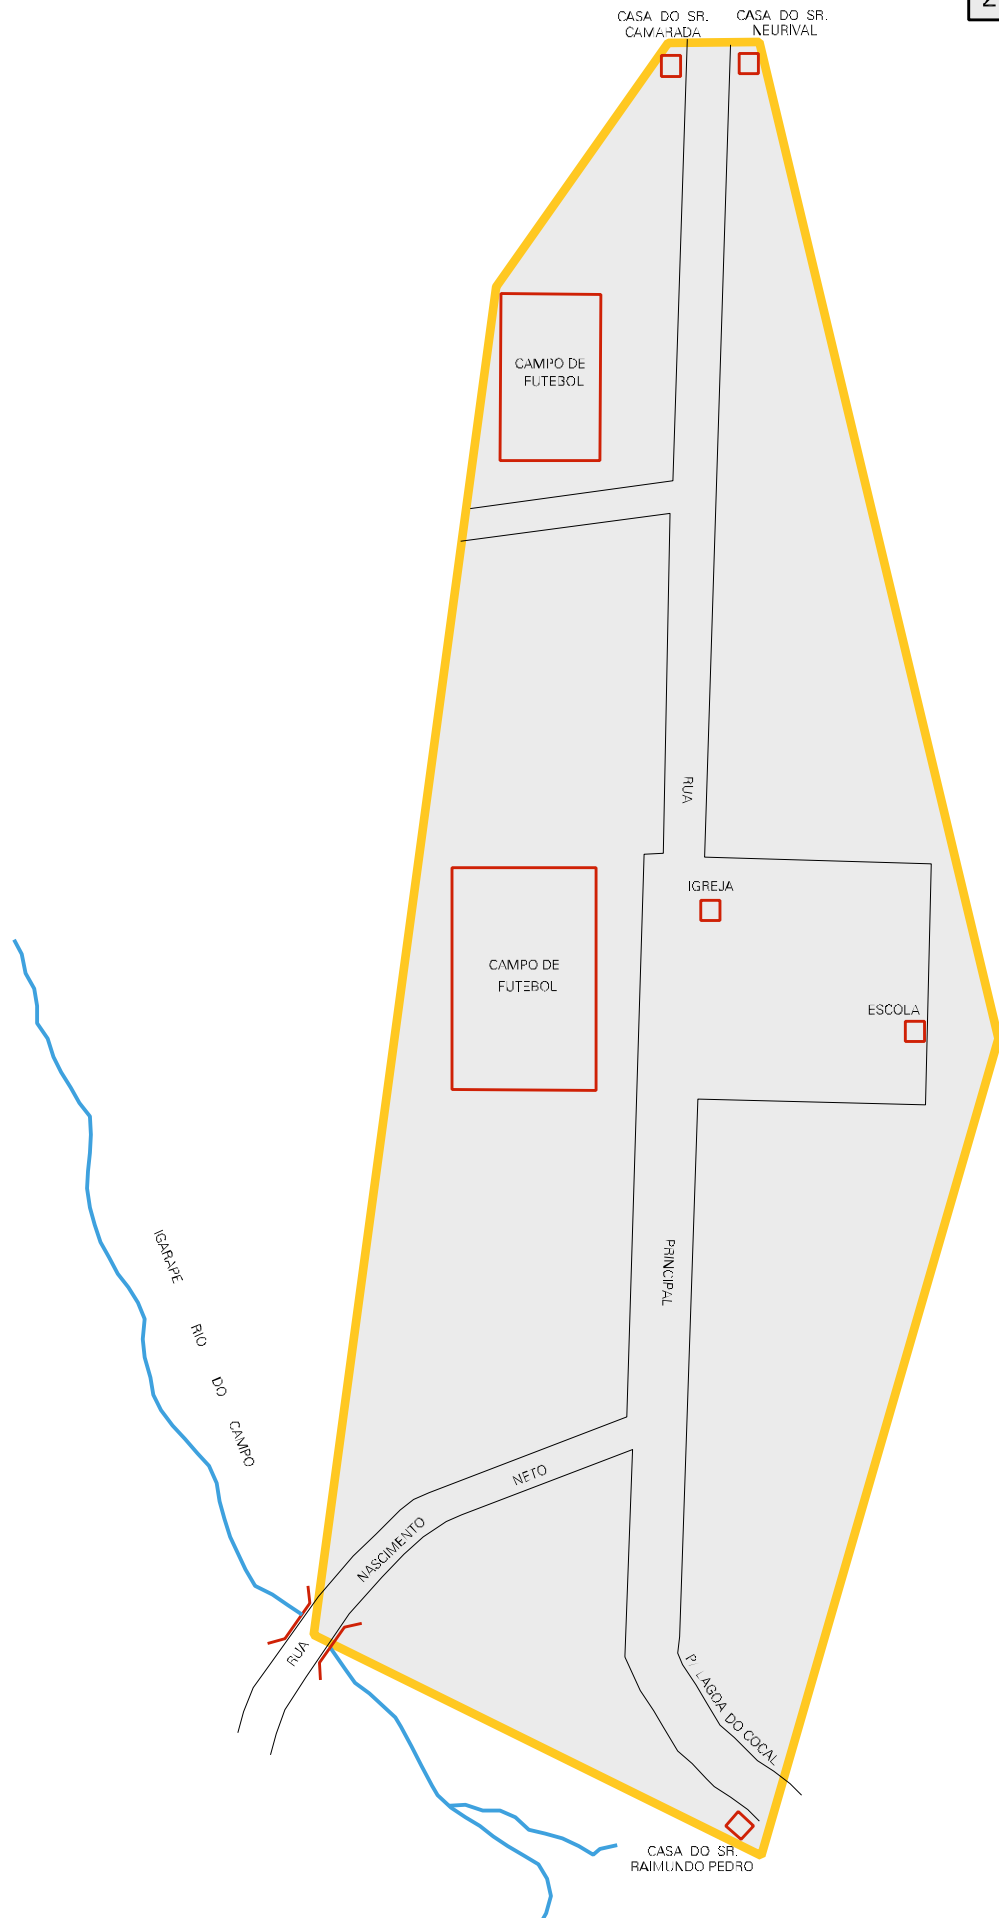 CASA DO SR.
CAMARADA
CASA DO SR.
NEURIVAL
CAMPO DE
FUTEBOL
RUA
IGREJA
CAMPO DE
FUTEBOL
ESCOLA
PRINCIPAL
IGARAPE RIO DO CAMPO
RUA NASCIMENTO NETO
P/ LAGOA DO COCAL
CASA DO SR.
RAIMUNDO PEDRO